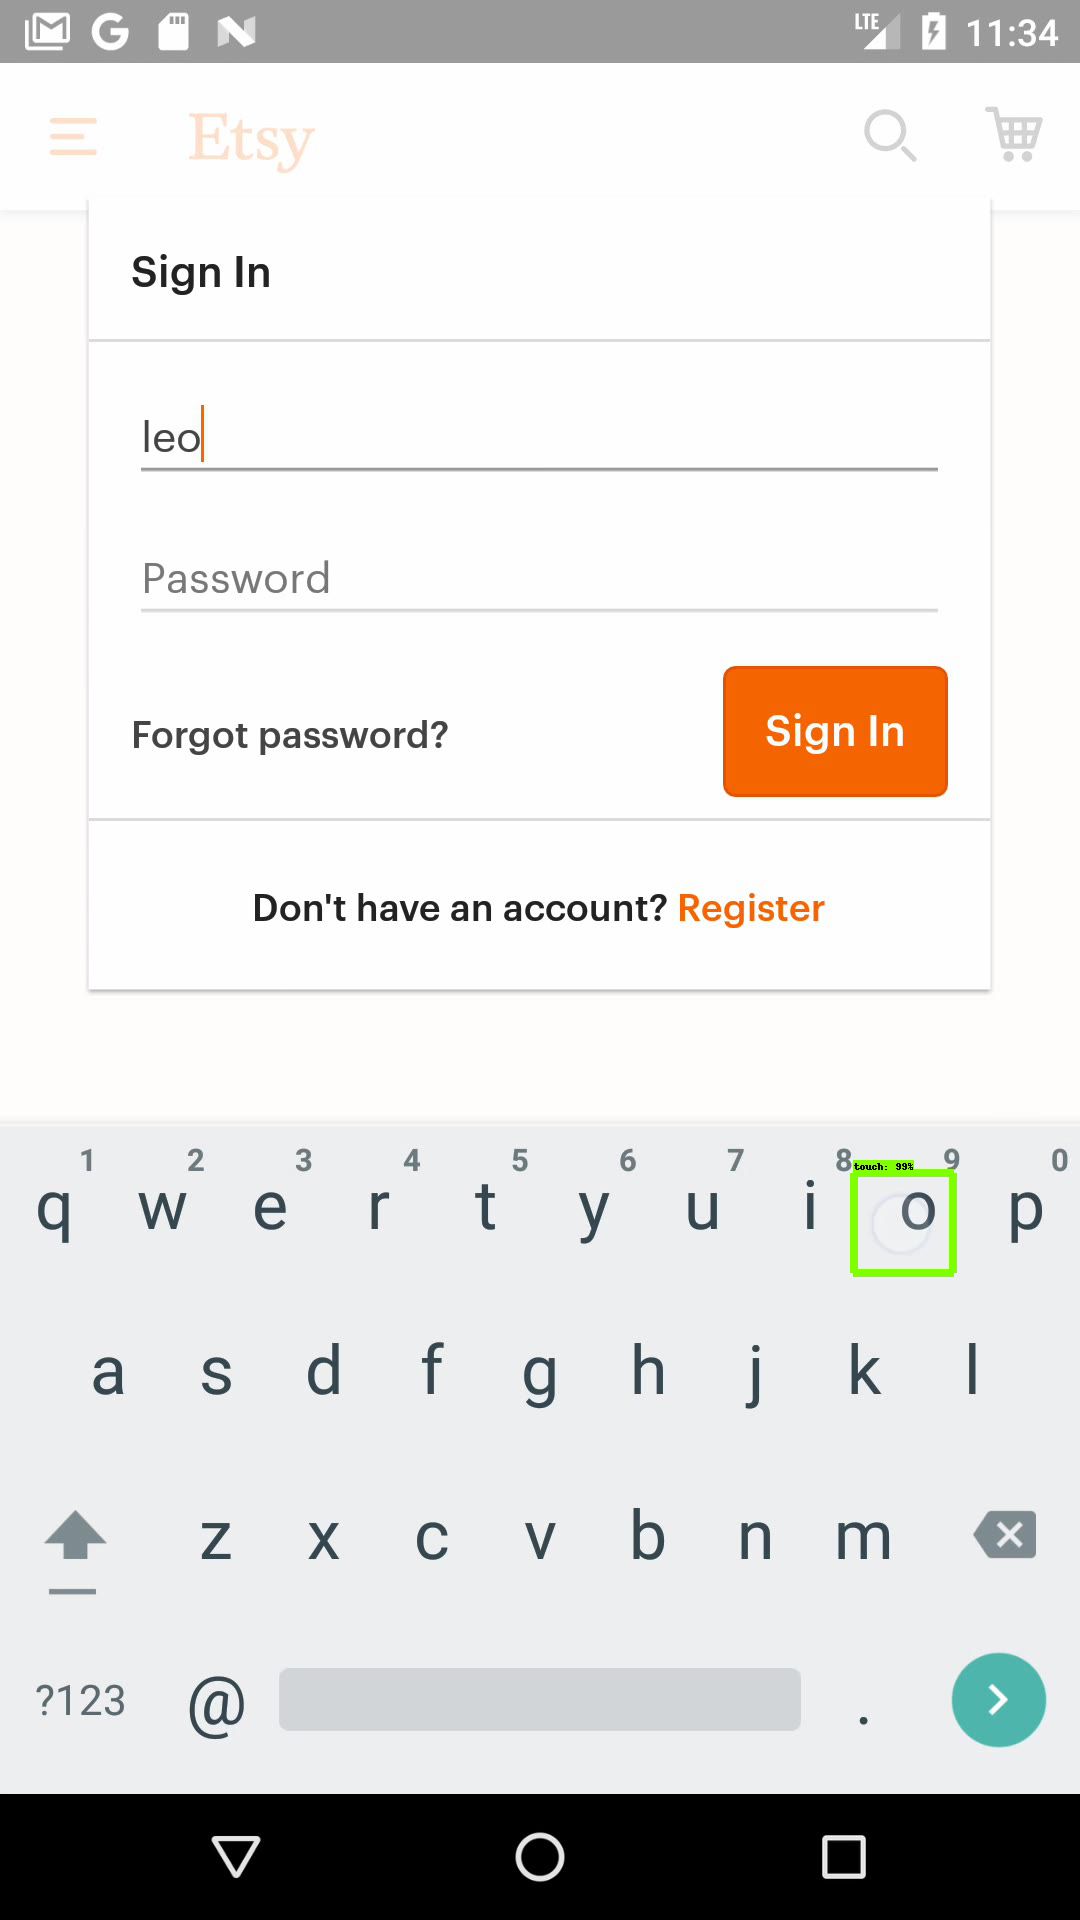 LTE 11:34
Etsy
Sign In
leo
Password
Forgot password? Sign In
Don't have an account? Register
1 2 3 4 5 6 7 8 9 0
touch: 99%
q w e r t y u i o p
a s d f g h j k l
z x c v b n m
?123 @ .